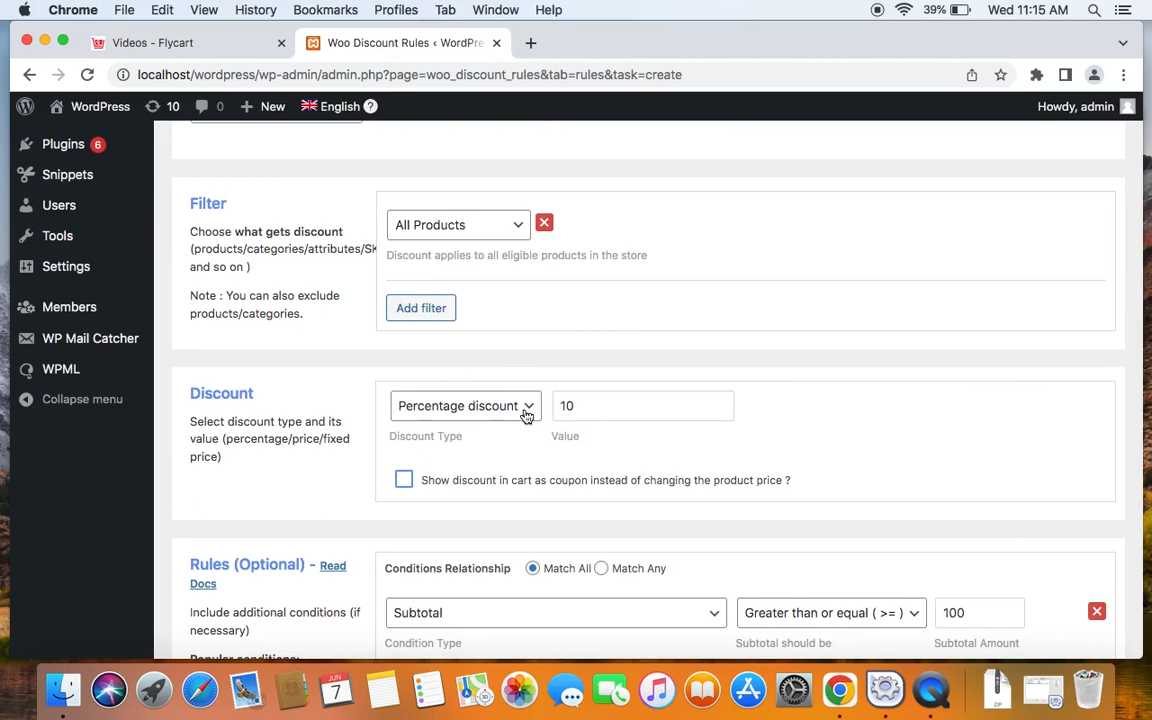 Chrome File Edit View History Bookmarks Profiles Tab Window Help 39% Wed 11:15 AM
Videos - Flycart Woo Discount Rules ‹ WordPre
localhost/wordpress/wp-admin/admin.php?page=woo_discount_rules&tab=rules&task=create
WordPress 10 0 New English ? Howdy, admin
Plugins 6
Snippets
Users
Tools
Settings
Members
WP Mail Catcher
WPML
Collapse menu
Filter
Choose what gets discount
(products/categories/attributes/SK
and so on )
Note : You can also exclude
products/categories.
All Products
Discount applies to all eligible products in the store
Add filter
Discount
Select discount type and its
value (percentage/price/fixed
price)
Percentage discount 10
Discount Type Value
Show discount in cart as coupon instead of changing the product price ?
Rules (Optional) - Read
Docs
Include additional conditions (if
necessary)
Popular conditions:
Conditions Relationship Match All Match Any
Subtotal Greater than or equal ( >= ) 100
Condition Type Subtotal should be Subtotal Amount
JUN
7
ZIP